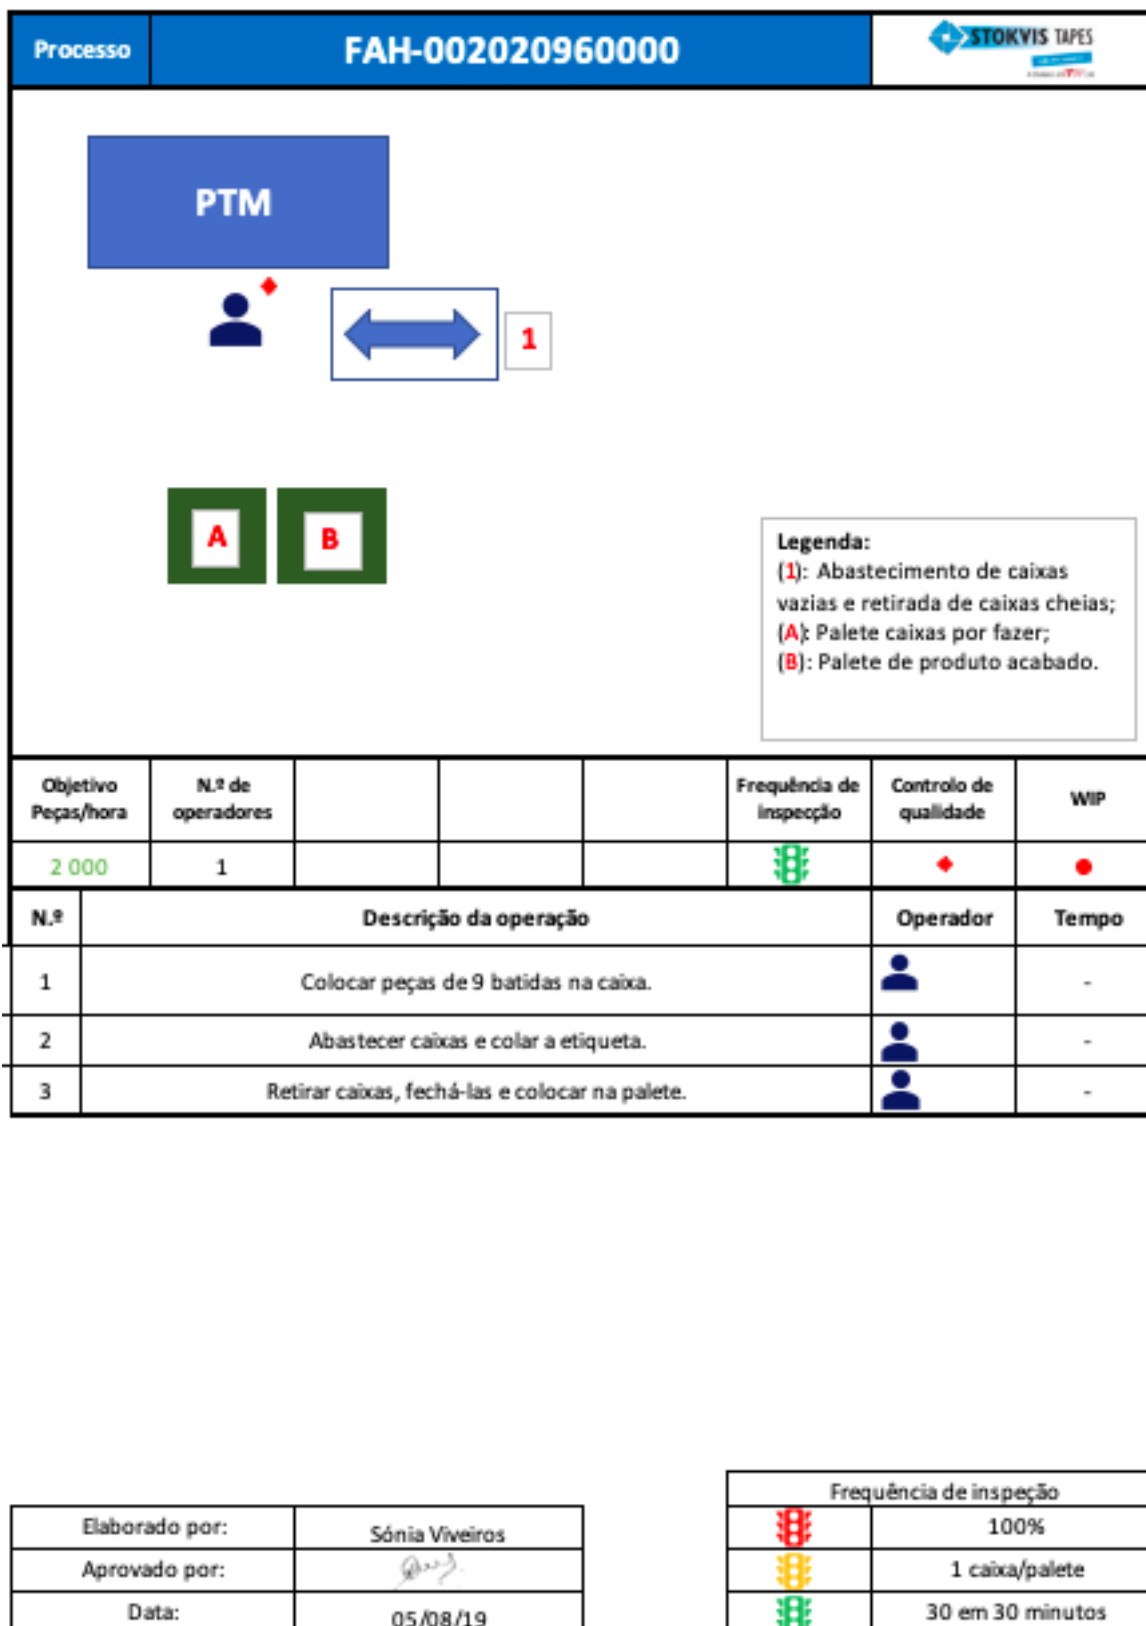 Processo
FAH-002020960000
STOKVIS TAPES
PTM
1
A
B
Legenda:
(1): Abastecimento de caixas
vazias e retirada de caixas cheias;
(A): Palete caixas por fazer;
(B): Palete de produto acabado.
Objetivo
Peças/hora
N.º de
operadores
Frequência de
inspecção
Controlo de
qualidade
WIP
2 000
1
N.º
Descrição da operação
Operador
Tempo
1
Colocar peças de 9 batidas na caixa.
-
2
Abastecer caixas e colar a etiqueta.
-
3
Retirar caixas, fechá-las e colocar na palete.
-
Frequência de inspeção
Elaborado por:
Sónia Viveiros
100%
Aprovado por:
1 caixa/palete
Data:
05/08/19
30 em 30 minutos